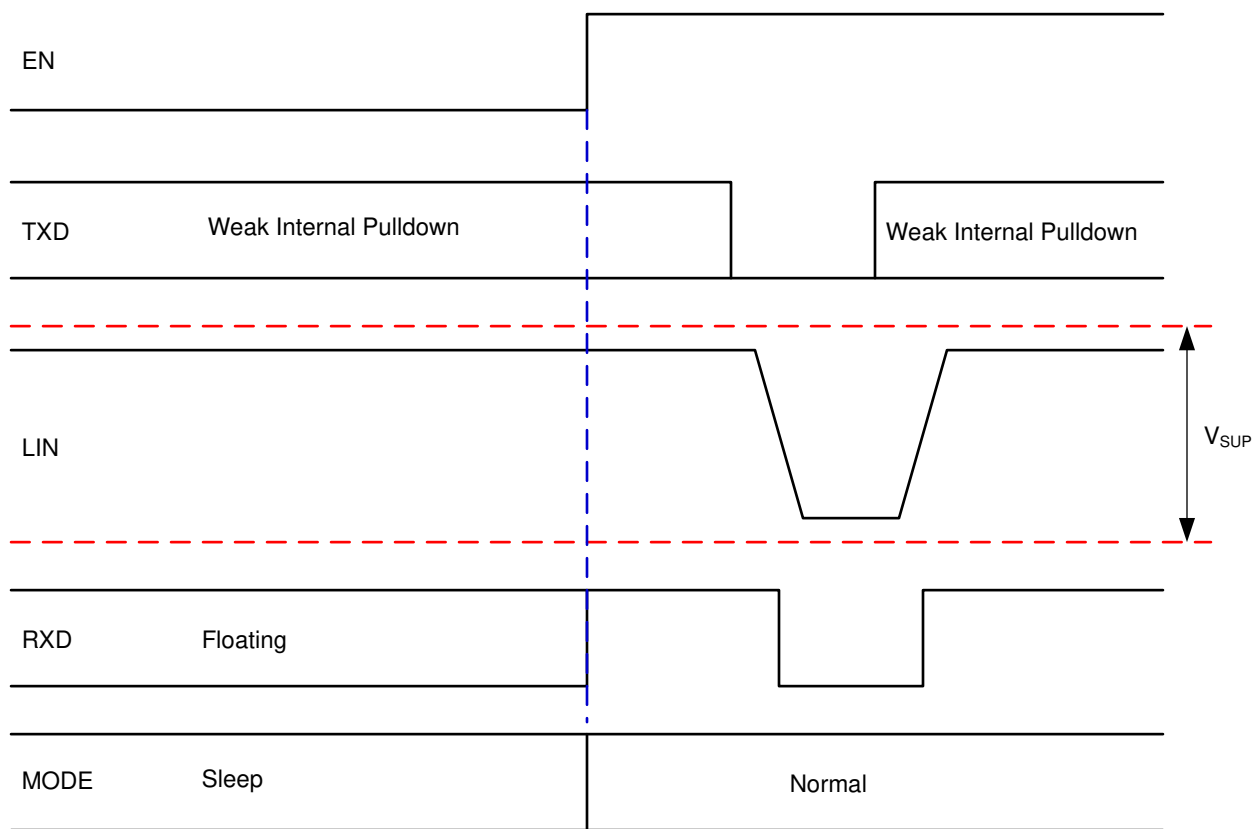 EN
TXD
Weak Internal Pulldown
Weak Internal Pulldown
LIN
VSUP
RXD
Floating
MODE
Sleep
Normal